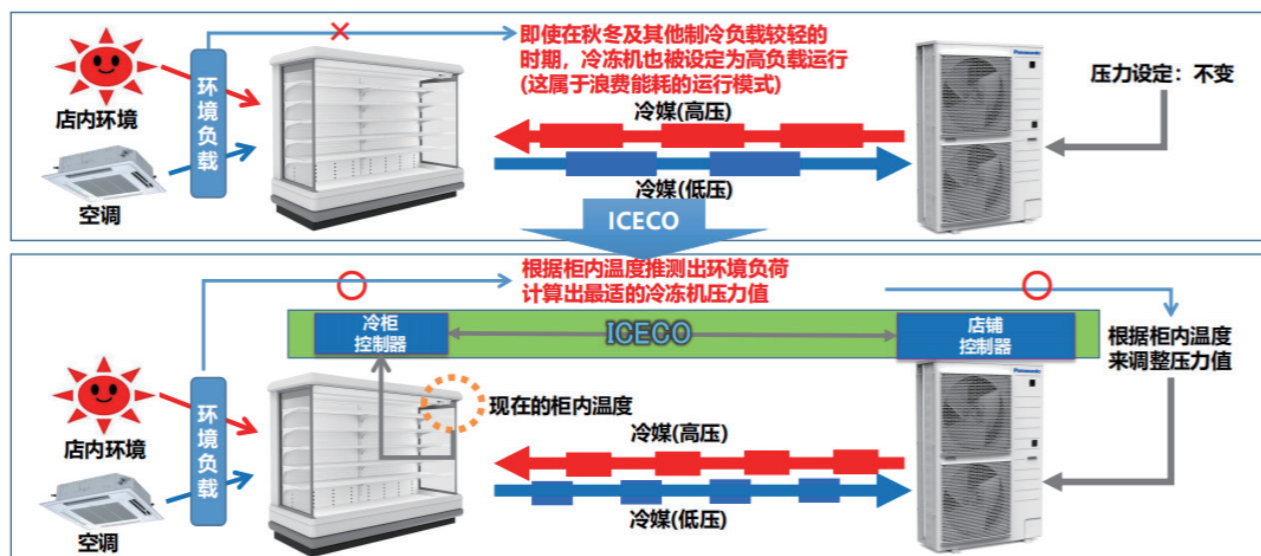 即使在秋冬及其他制冷负载较轻的
时期，冷冻机也被设定为高负载运行
(这属于浪费能耗的运行模式)
店内环境
环境负载
空调
冷媒(高压)
冷媒(低压)
Panasonic
压力设定：不变
ICECO
根据柜内温度推测出环境负荷
计算出最适的冷冻机压力值
冷柜
控制器
ICECO
店铺
控制器
根据柜内温度
来调整压力值
店内环境
环境负载
空调
现在的柜内温度
冷媒(高压)
冷媒(低压)
Panasonic